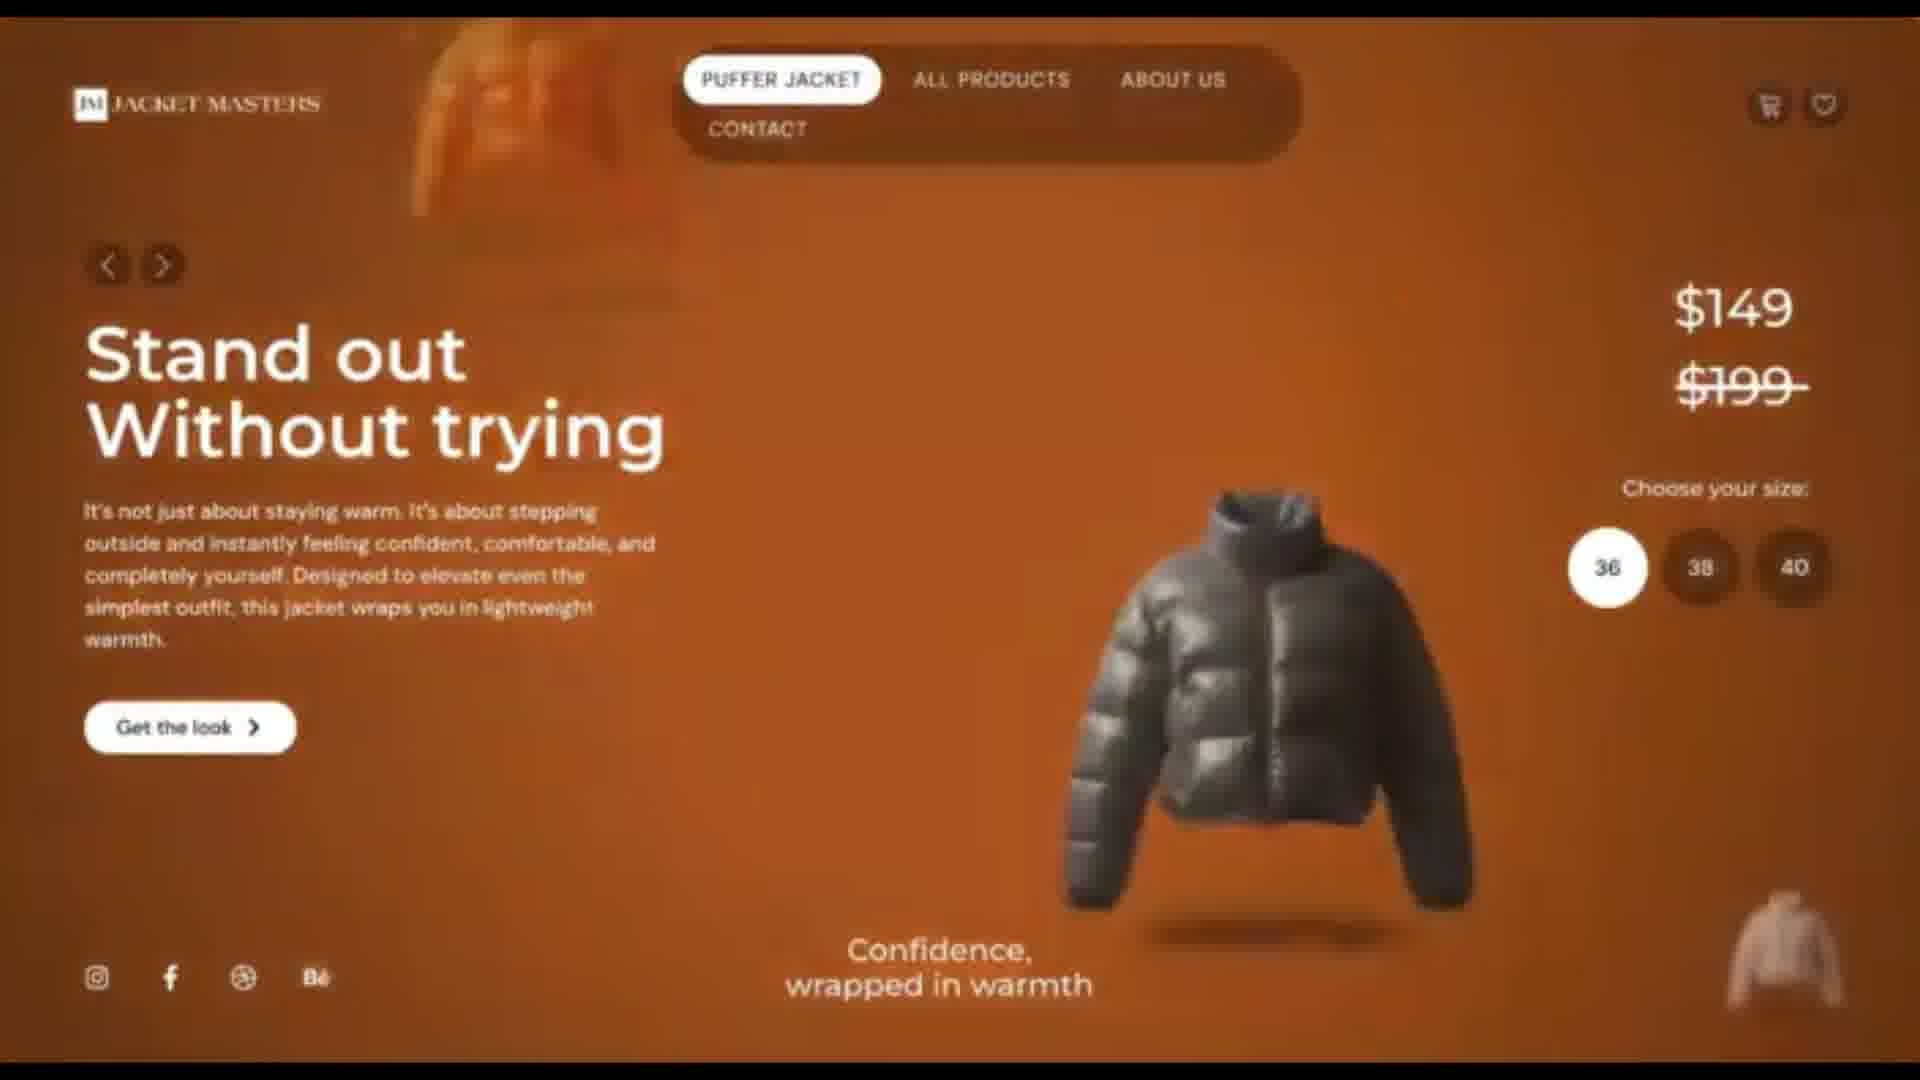 JM JACKET MASTERS
PUFFER JACKET ALL PRODUCTS ABOUT US
CONTACT
Stand out
Without trying
It's not just about staying warm. It's about stepping
outside and instantly feeling confident, comfortable, and
completely yourself. Designed to elevate even the
simplest outfit, this jacket wraps you in lightweight
warmth.
Get the look
$149
$199
Choose your size:
36 38 40
Confidence,
wrapped in warmth
Bē